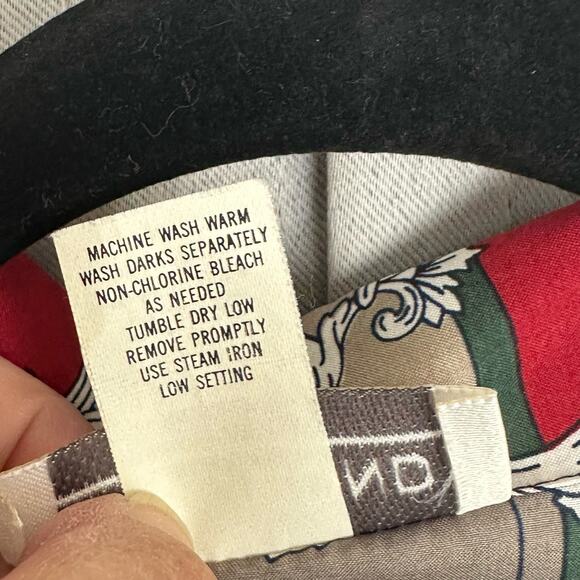 MACHINE WASH WARM
WASH DARKS SEPARATELY
NON-CHLORINE BLEACH
AS NEEDED
TUMBLE DRY LOW
REMOVE PROMPTLY
USE STEAM IRON
LOW SETTING